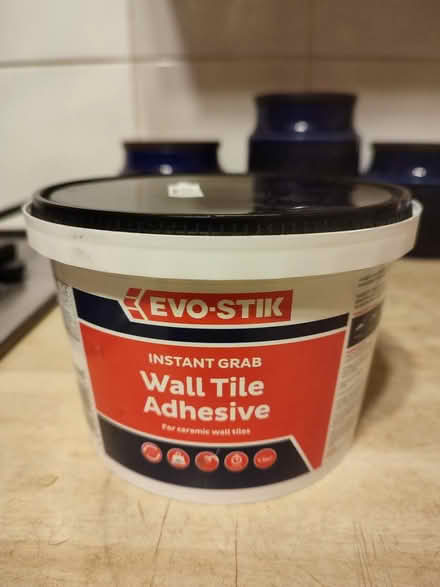 EVO-STIK
INSTANT GRAB
Wall Tile
Adhesive
For ceramic wall tiles